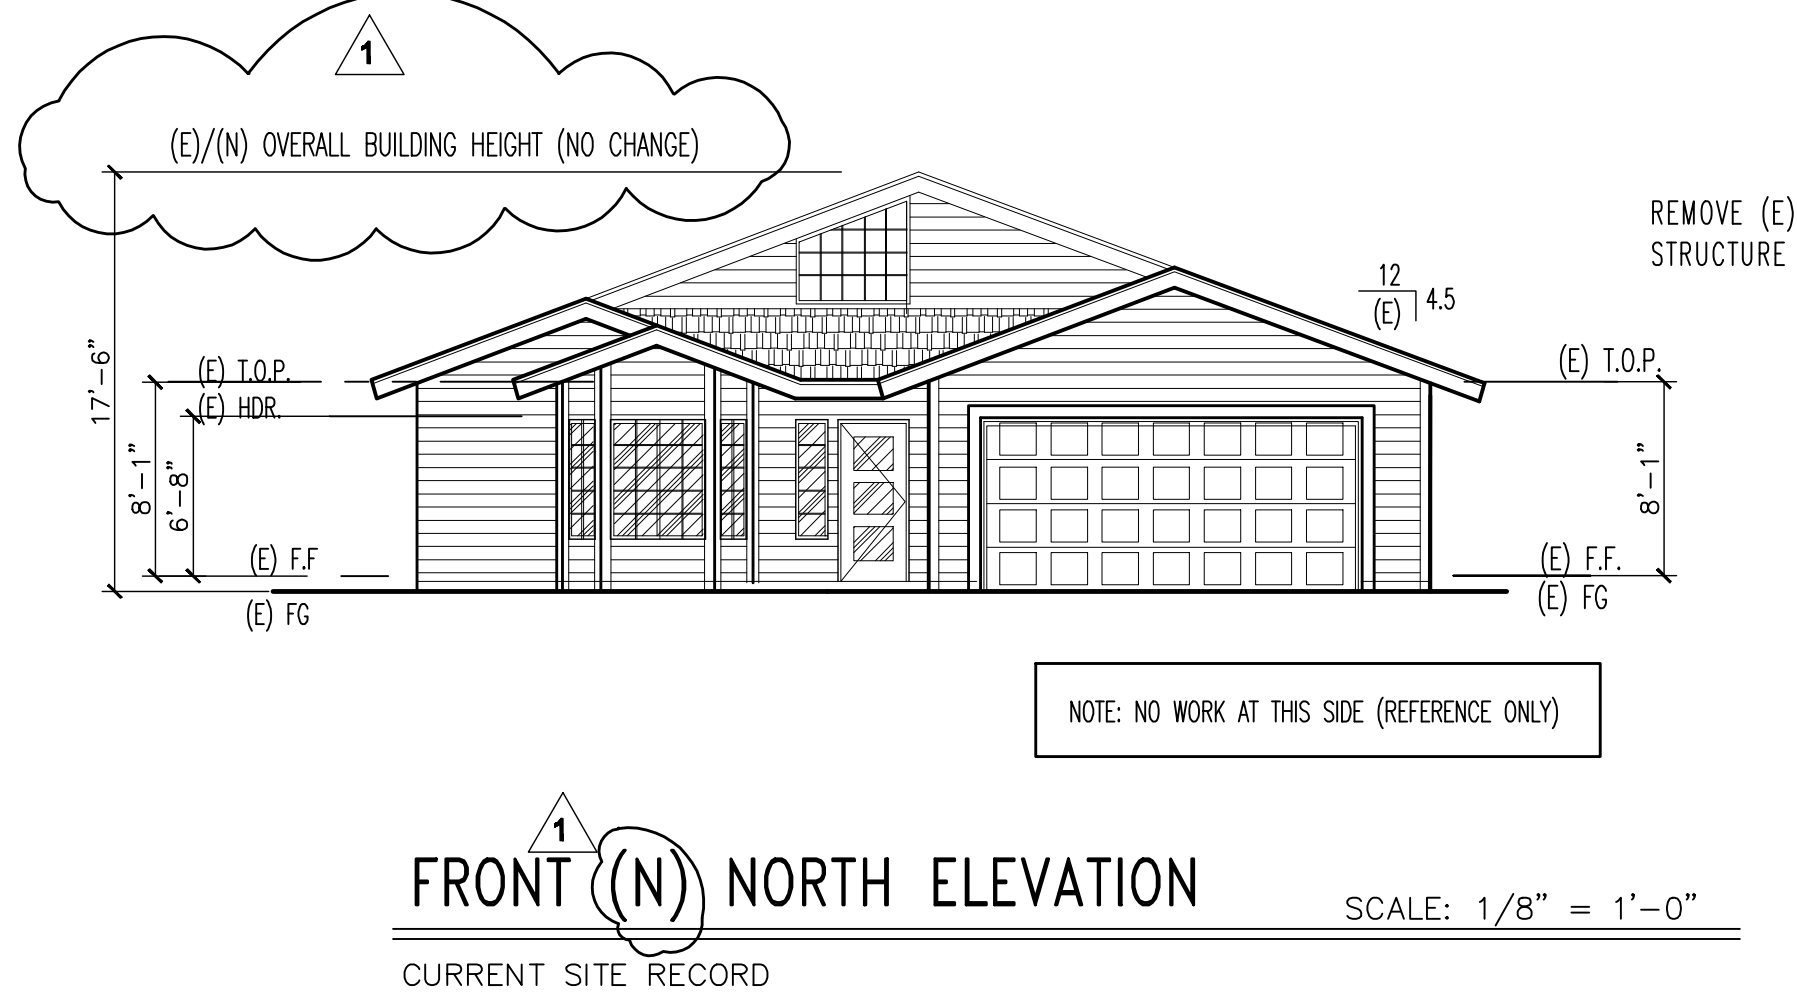 1
(E)/(N) OVERALL BUILDING HEIGHT (NO CHANGE)
REMOVE (E)
STRUCTURE
12
(E)
4.5
17'-6"
(E) T.O.P.
(E) T.O.P.
(E) HDR.
8'-1"
6'-8"
8'-1"
(E) F.F
(E) F.F.
(E) FG
(E) FG
NOTE: NO WORK AT THIS SIDE (REFERENCE ONLY)
1
FRONT (N) NORTH ELEVATION
SCALE: 1/8" = 1'-0"
CURRENT SITE RECORD